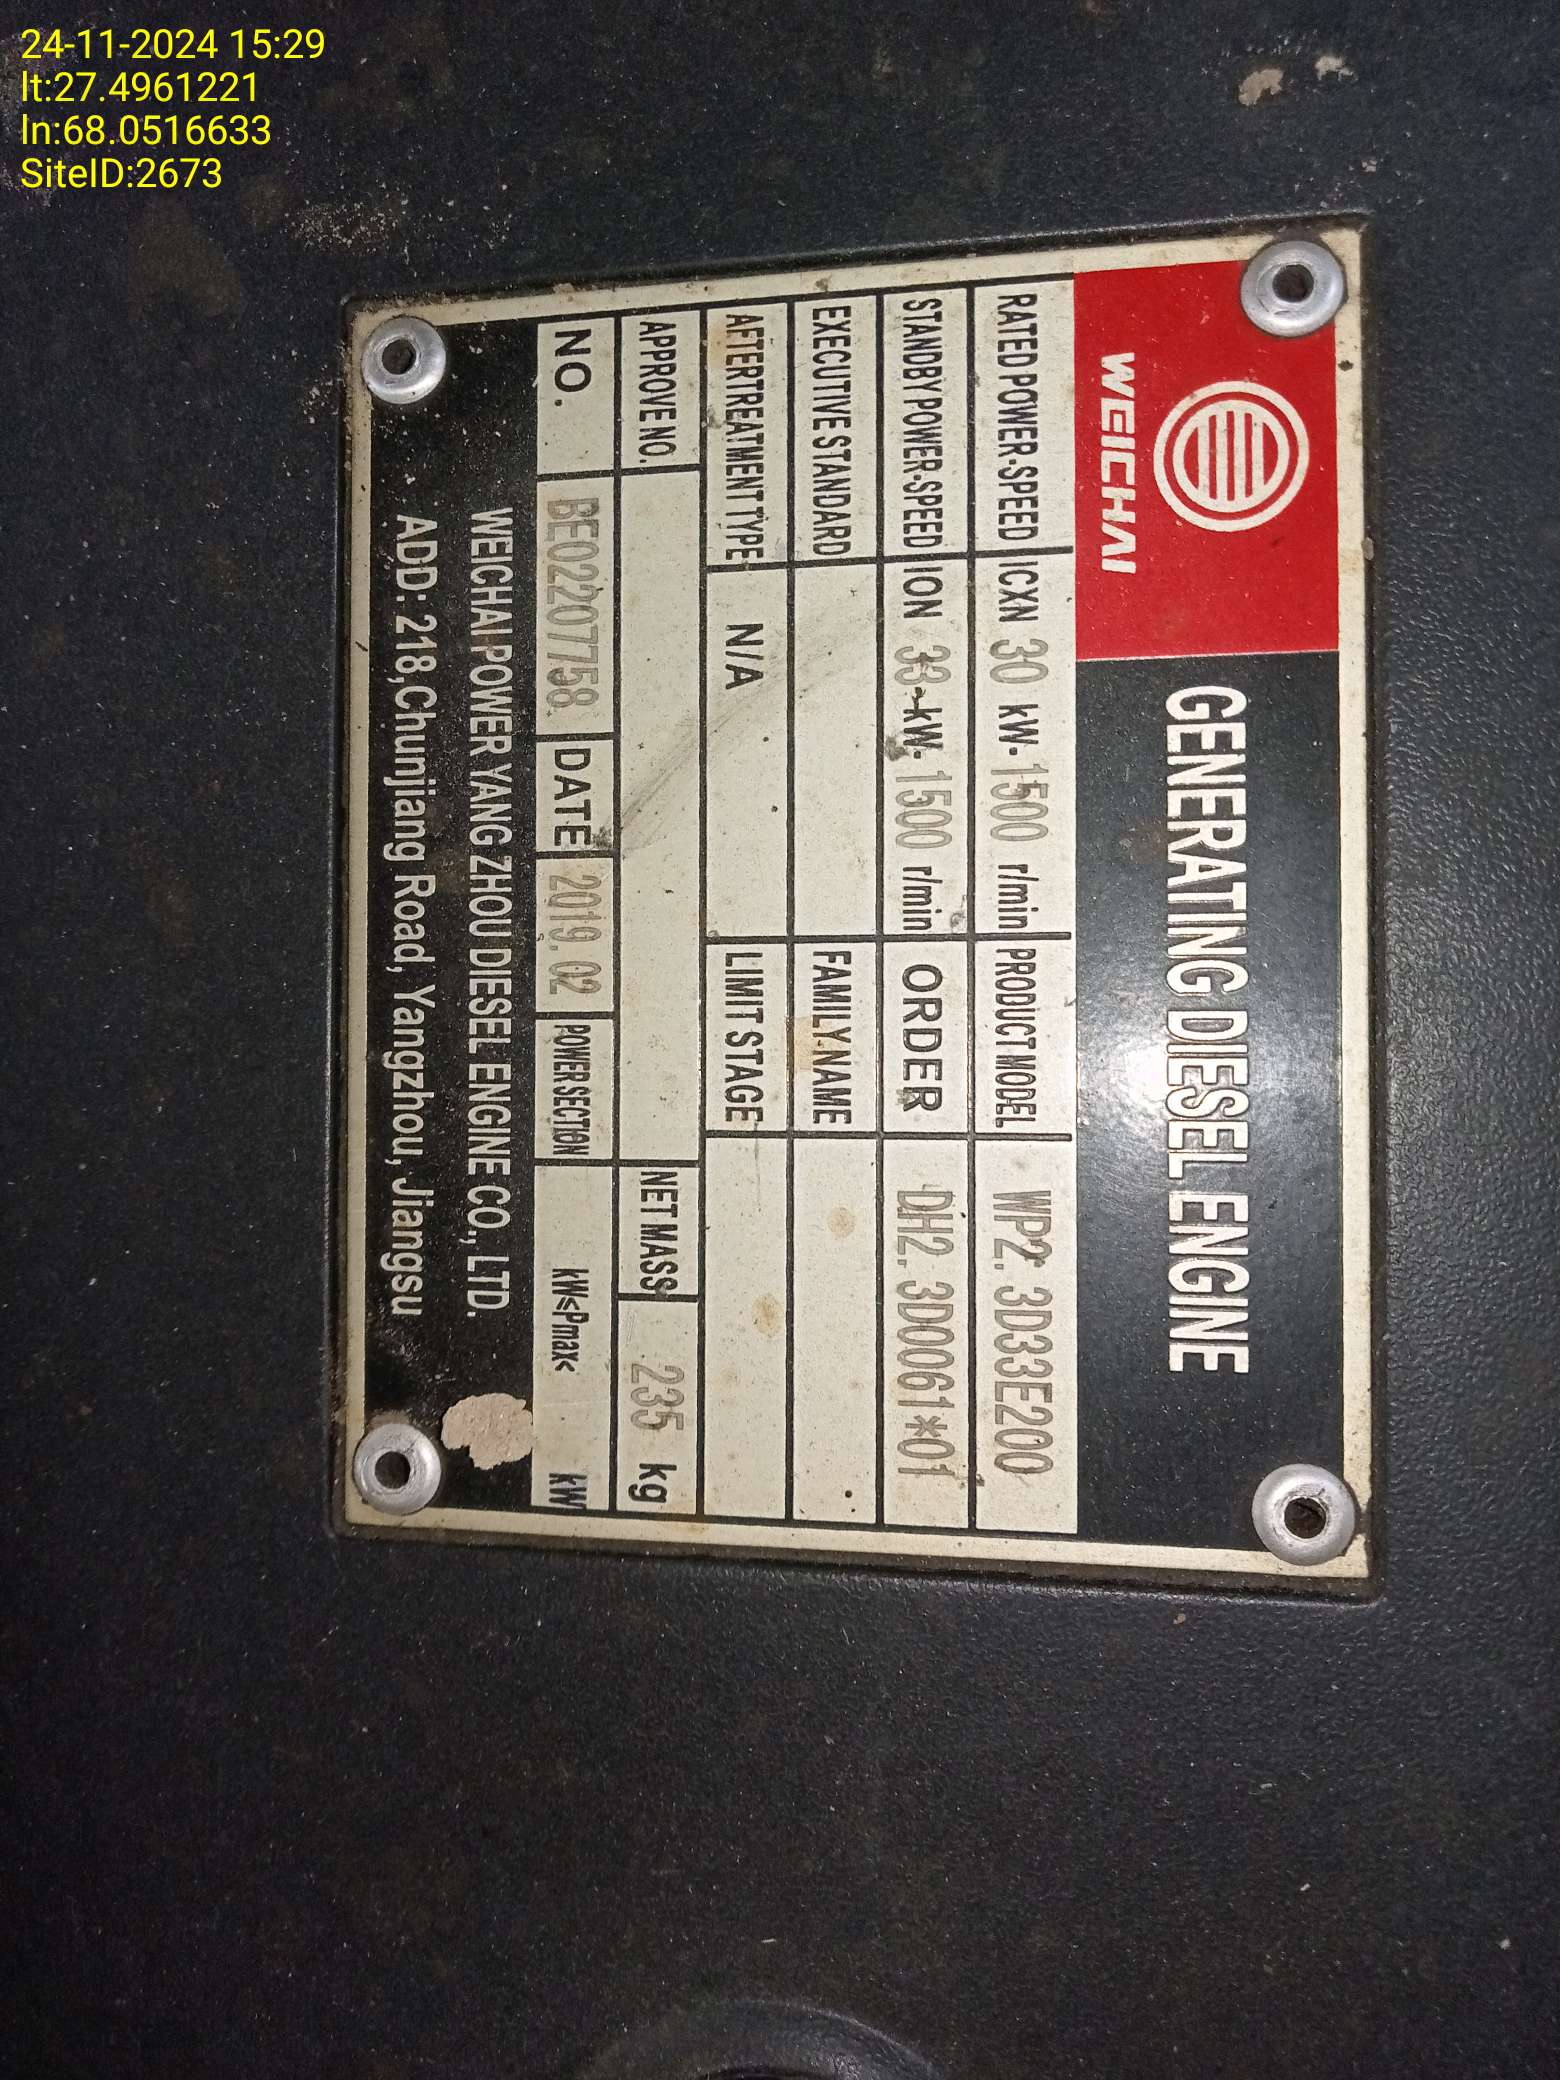 24-11-2024 15:29
lt:27.4961221
ln:68.0516633
SiteID:2673
WEICHAI
GENERATING DIESEL ENGINE
RATED POWER·SPEED ICXN 30 kW· 1500 r/min PRODUCT MODEL WP2.3D33E200
STANDBY POWER·SPEED ION 33 kW· 1500 r/min ORDER DH2.3D0061*01
EXECUTIVE STANDARD FAMILY NAME
AFTERTREATMENT TYPE N/A LIMIT STAGE
APPROVE NO. NET MASS 235 kg
NO. BE02207758 DATE 2019.02 POWER SECTION kW≤Pmax< kW
WEICHAI POWER YANG ZHOU DIESEL ENGINE CO., LTD.
ADD: 218,Chunjiang Road, Yangzhou, Jiangsu